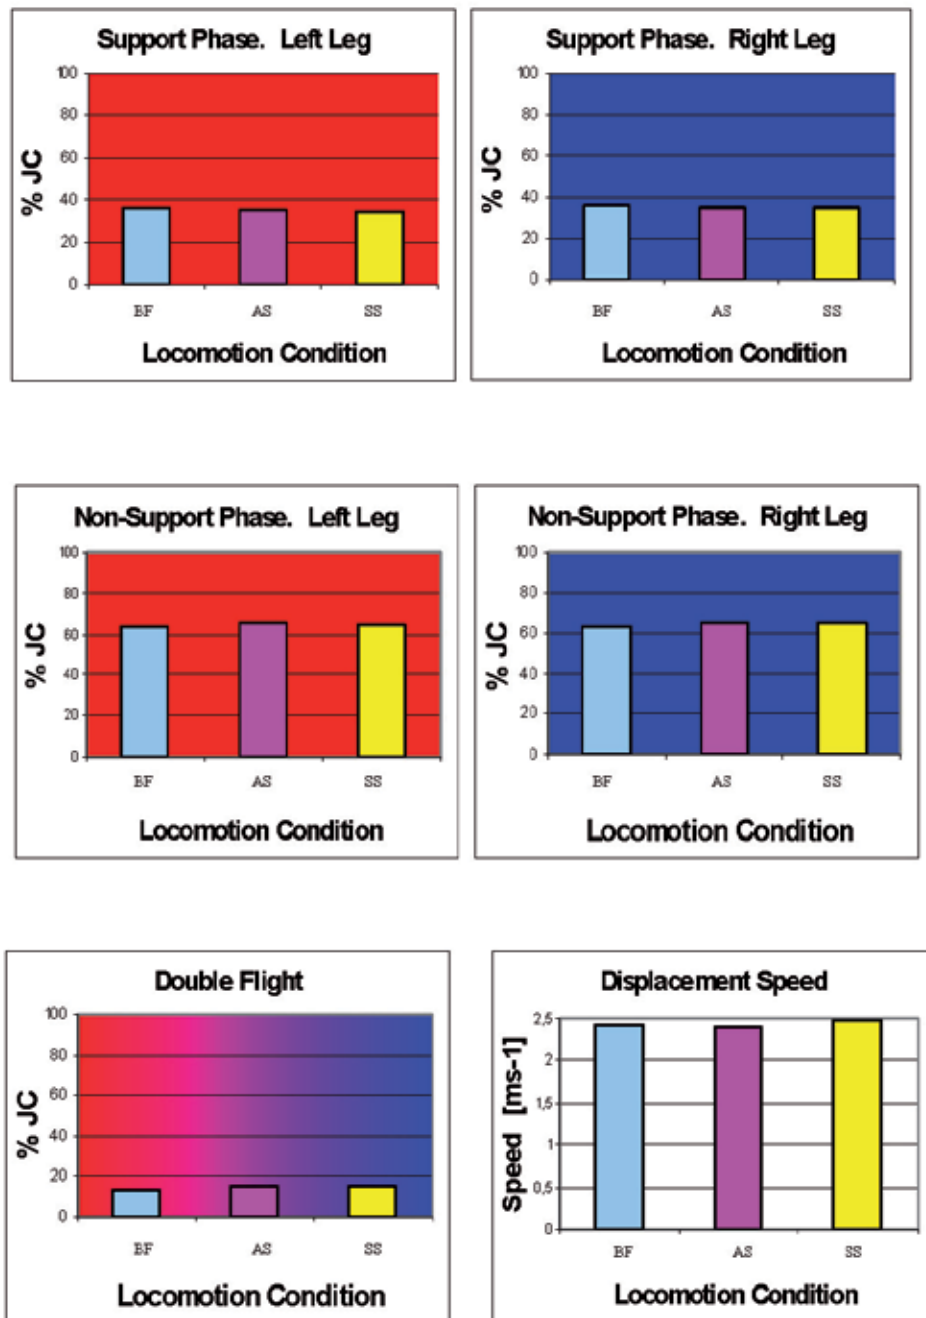 Support Phase. Left Leg
100
80
60
40
20
0
% JC
BF AS SS
Locomotion Condition
Support Phase. Right Leg
100
80
60
40
20
0
% JC
BF AS SS
Locomotion Condition
Non-Support Phase. Left Leg
100
80
60
40
20
0
% JC
BF AS SS
Locomotion Condition
Non-Support Phase. Right Leg
100
80
60
40
20
0
% JC
BF AS SS
Locomotion Condition
Double Flight
100
80
60
40
20
0
% JC
BF AS SS
Locomotion Condition
Displacement Speed
2,5
2
1,5
1
0,5
0
Speed [ms-1]
BF AS SS
Locomotion Condition